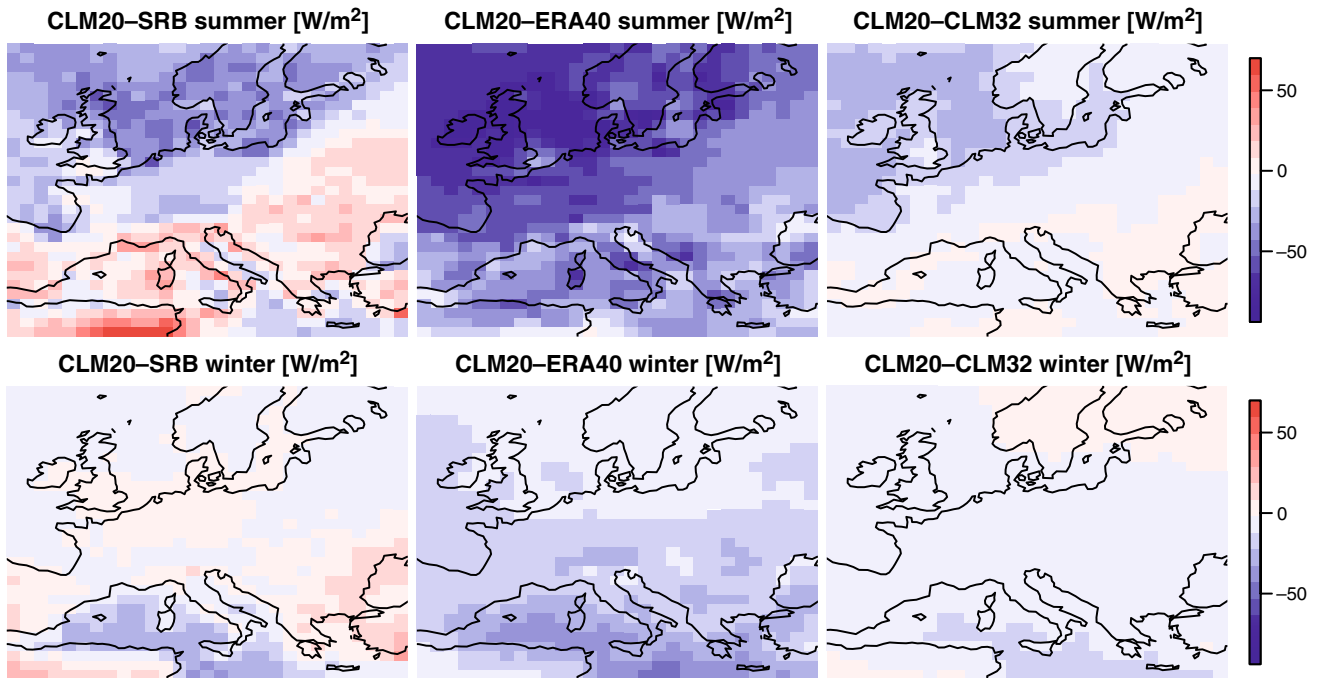 CLM20–SRB summer [W/m²]
CLM20–ERA40 summer [W/m²]
CLM20–CLM32 summer [W/m²]
50
0
−50
CLM20–SRB winter [W/m²]
CLM20–ERA40 winter [W/m²]
CLM20–CLM32 winter [W/m²]
50
0
−50